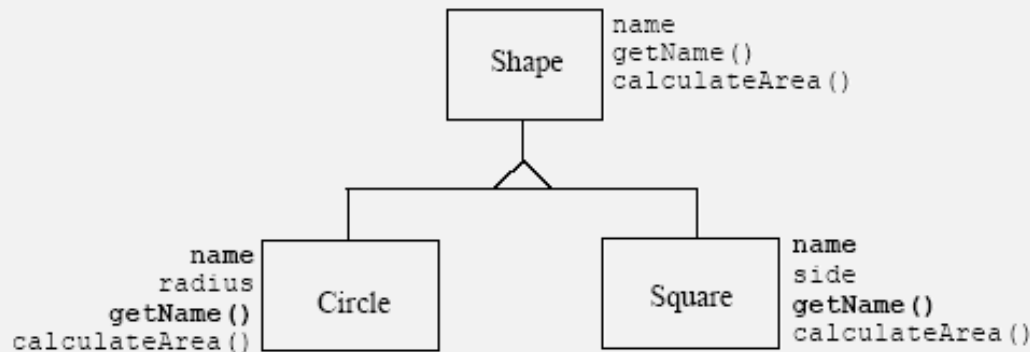 Shape
name
getName()
calculateArea()
name
radius
getName()
calculateArea()
Circle
Square
name
side
getName()
calculateArea()